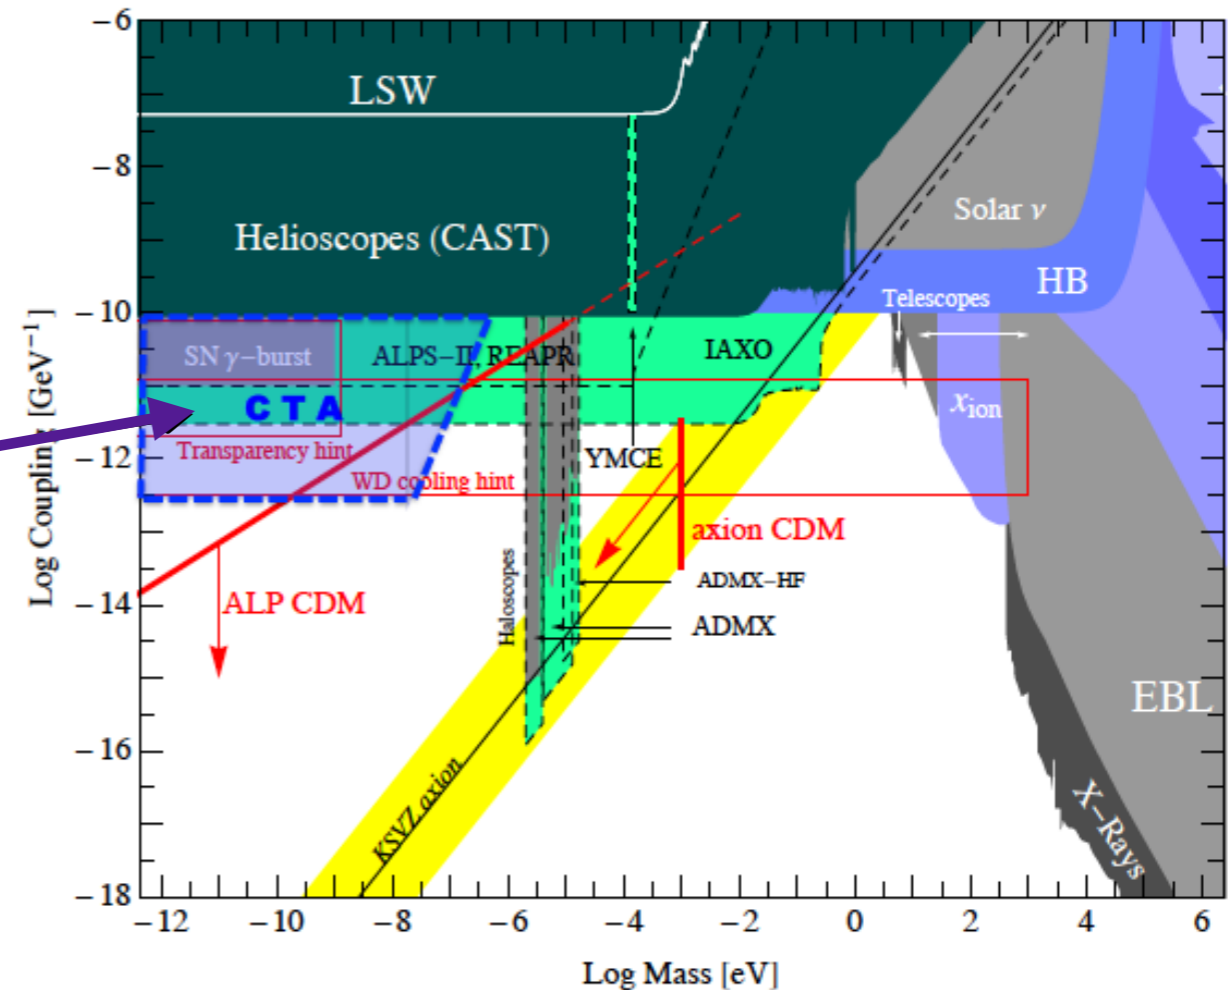 −6
LSW
−8
Helioscopes (CAST)
Solar ν
HB
−10
Telescopes
SN γ−burst
ALPS−II, REAPR
IAXO
C T A
x_ion
Transparency hint
−12
YMCE
WD cooling hint
axion CDM
Haloscopes
ADMX−HF
−14
ALP CDM
ADMX
EBL
−16
KSVZ axion
X−Rays
−18
−12 −10 −8 −6 −4 −2 0 2 4 6
Log Coupling [GeV⁻¹]
Log Mass [eV]